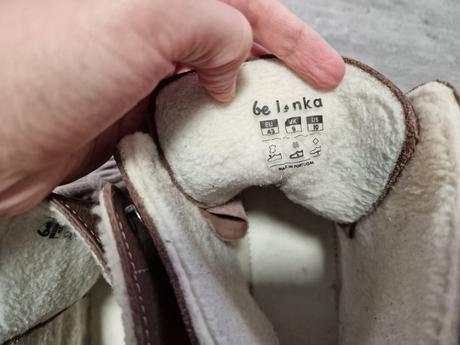 be lenka
EU UK US
43 9 10
MADE IN PORTUGAL